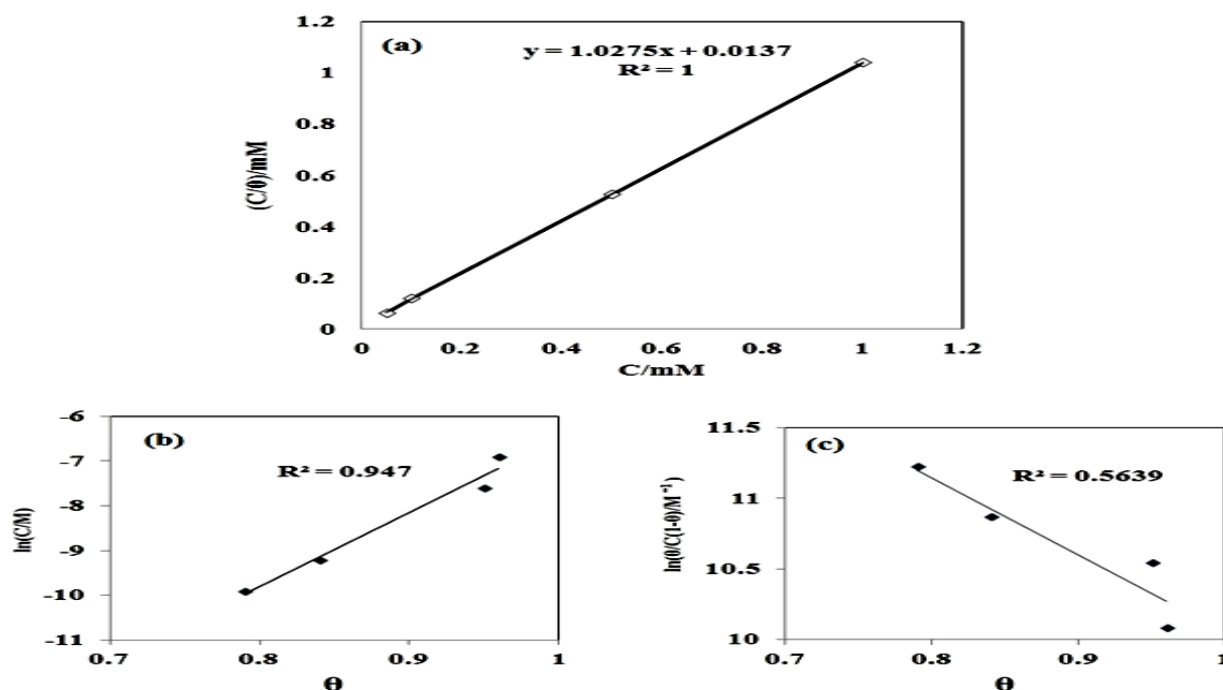 (a)
y = 1.0275x + 0.0137
R² = 1
1.2
1
0.8
0.6
0.4
0.2
0
(C/θ)/mM
0 0.2 0.4 0.6 0.8 1 1.2
C/mM
(b)
R² = 0.947
-6
-7
-8
-9
-10
-11
ln(C/M)
0.7 0.8 0.9 1
θ
(c)
R² = 0.5639
11.5
11
10.5
10
ln(θ/C(1-θ)/M⁻¹)
0.7 0.8 0.9 1
θ